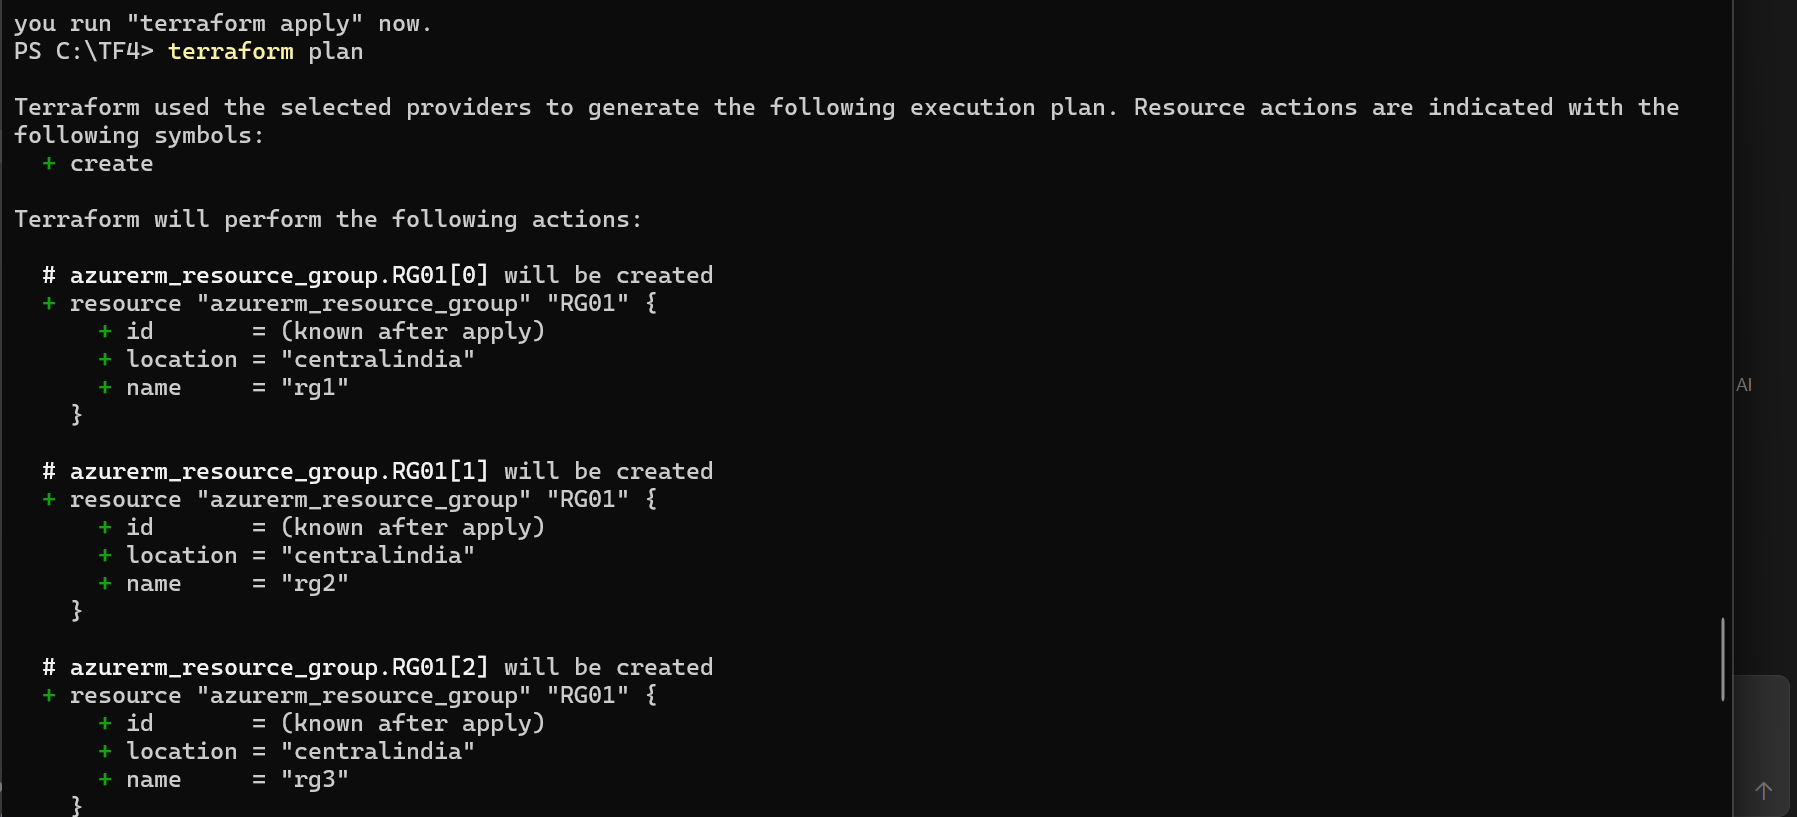 you run "terraform apply" now.
PS C:\TF4> terraform plan
Terraform used the selected providers to generate the following execution plan. Resource actions are indicated with the
following symbols:
  + create
Terraform will perform the following actions:
  # azurerm_resource_group.RG01[0] will be created
  + resource "azurerm_resource_group" "RG01" {
      + id       = (known after apply)
      + location = "centralindia"
      + name     = "rg1"
    }
  # azurerm_resource_group.RG01[1] will be created
  + resource "azurerm_resource_group" "RG01" {
      + id       = (known after apply)
      + location = "centralindia"
      + name     = "rg2"
    }
  # azurerm_resource_group.RG01[2] will be created
  + resource "azurerm_resource_group" "RG01" {
      + id       = (known after apply)
      + location = "centralindia"
      + name     = "rg3"
    }
AI